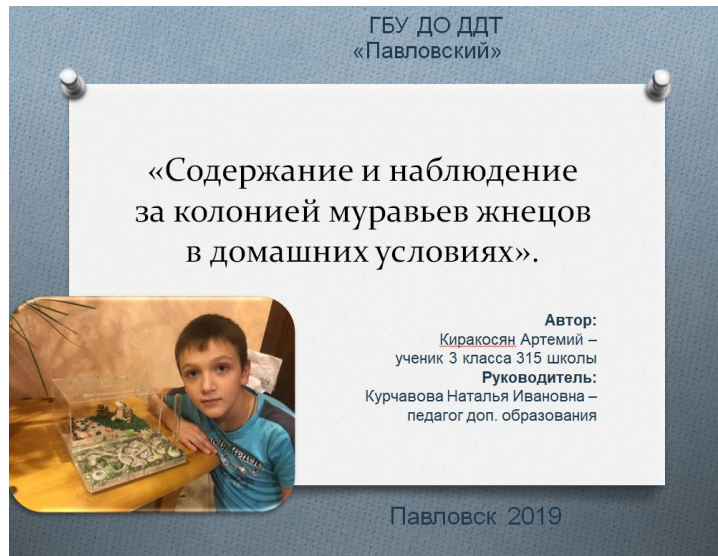 ГБУ ДО ДДТ
«Павловский»
«Содержание и наблюдение
за колонией муравьев жнецов
в домашних условиях».
Автор:
Киракосян Артемий –
ученик 3 класса 315 школы
Руководитель:
Курчавова Наталья Ивановна –
педагог доп. образования
Павловск 2019